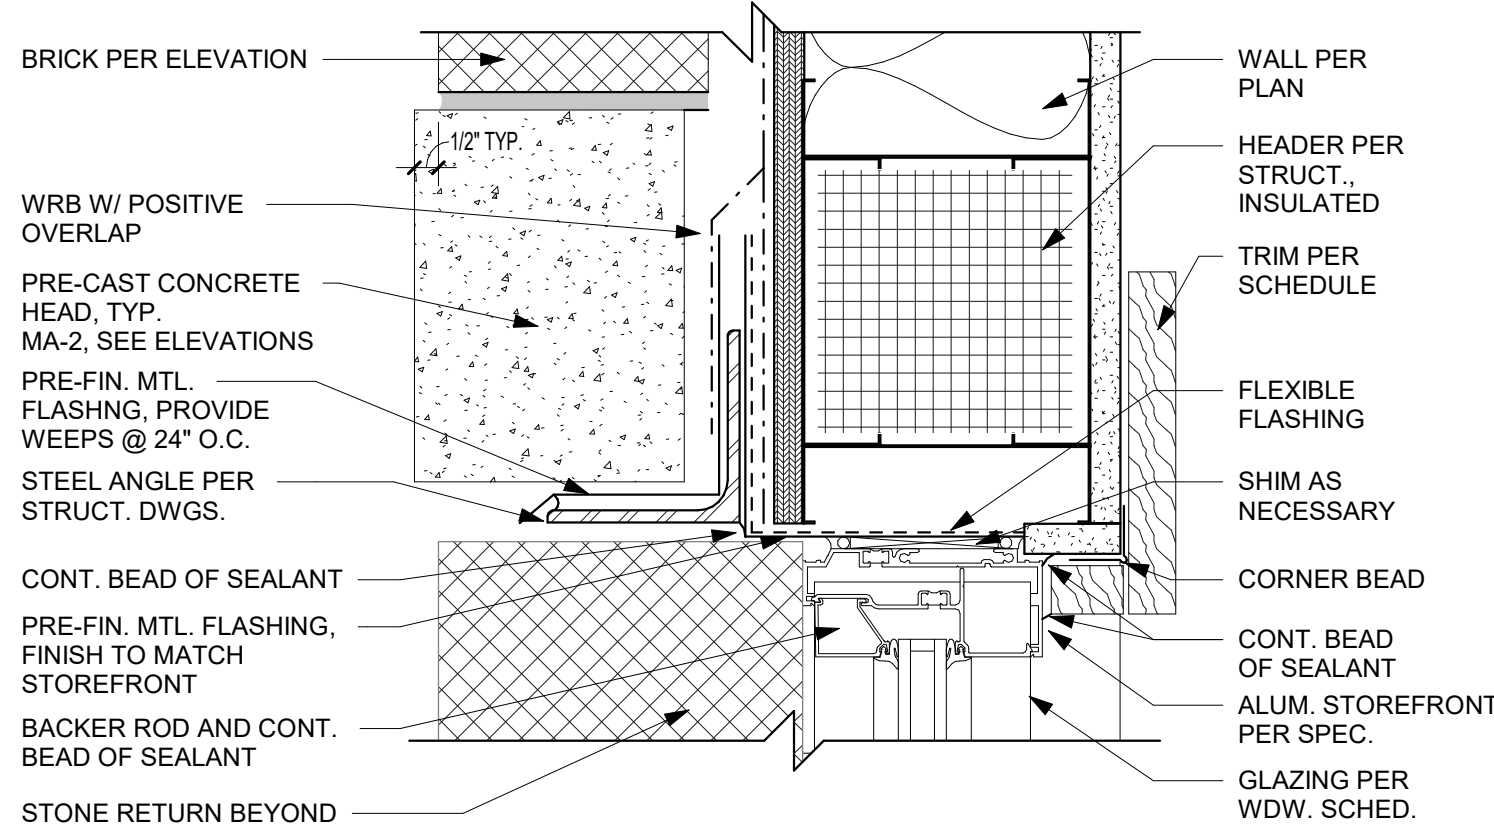 BRICK PER ELEVATION
1/2" TYP.
WRB W/ POSITIVE
OVERLAP
PRE-CAST CONCRETE
HEAD, TYP.
MA-2, SEE ELEVATIONS
PRE-FIN. MTL.
FLASHNG, PROVIDE
WEEPS @ 24" O.C.
STEEL ANGLE PER
STRUCT. DWGS.
CONT. BEAD OF SEALANT
PRE-FIN. MTL. FLASHING,
FINISH TO MATCH
STOREFRONT
BACKER ROD AND CONT.
BEAD OF SEALANT
STONE RETURN BEYOND
WALL PER
PLAN
HEADER PER
STRUCT.,
INSULATED
TRIM PER
SCHEDULE
FLEXIBLE
FLASHING
SHIM AS
NECESSARY
CORNER BEAD
CONT. BEAD
OF SEALANT
ALUM. STOREFRONT
PER SPEC.
GLAZING PER
WDW. SCHED.